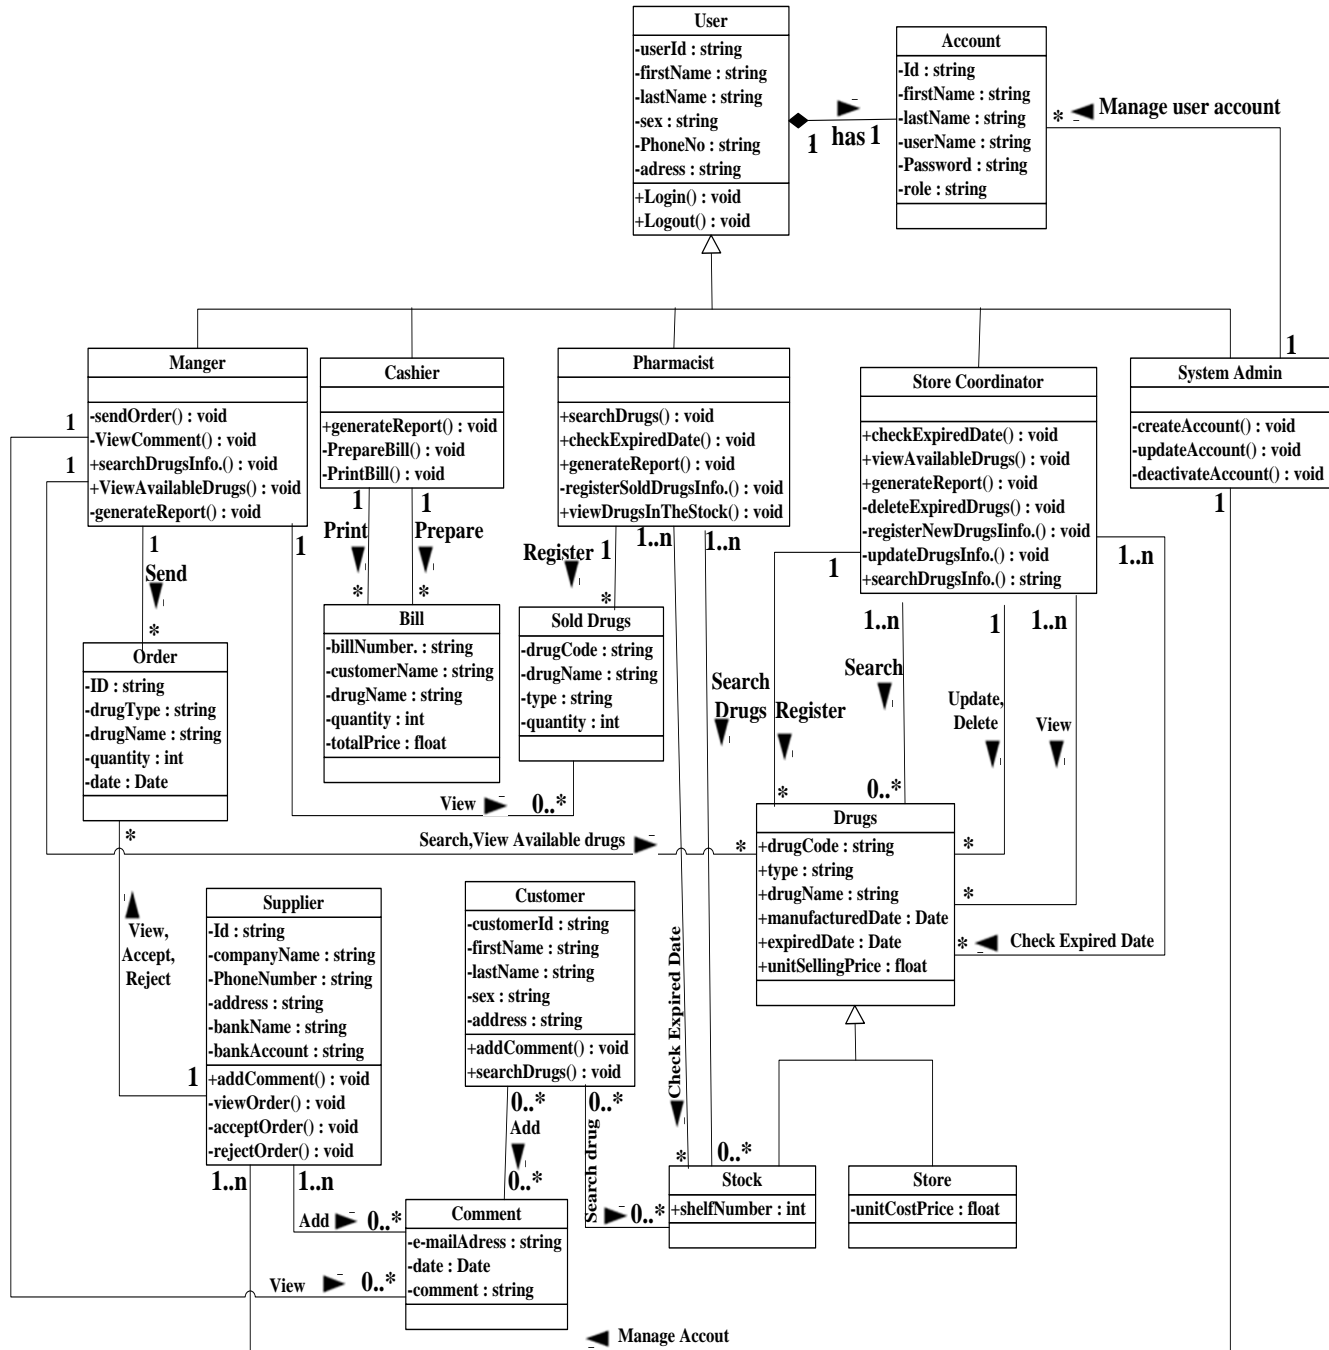 User
-userId : string
-firstName : string
-lastName : string
-sex : string
-PhoneNo : string
-adress : string
+Login() : void
+Logout() : void
Account
-Id : string
-firstName : string
-lastName : string
-userName : string
-Password : string
-role : string
1
has
1
*
Manage user account
1
Manger
-sendOrder() : void
-ViewComment() : void
+searchDrugsInfo.() : void
+ViewAvailableDrugs() : void
-generateReport() : void
Cashier
+generateReport() : void
-PrepareBill() : void
-PrintBill() : void
Pharmacist
+searchDrugs() : void
+checkExpiredDate() : void
+generateReport() : void
-registerSoldDrugsInfo.() : void
+viewDrugsInTheStock() : void
Store Coordinator
+checkExpiredDate() : void
+viewAvailableDrugs() : void
+generateReport() : void
-deleteExpiredDrugs() : void
-registerNewDrugsIinfo.() : void
-updateDrugsInfo.() : void
+searchDrugsInfo.() : string
System Admin
-createAccount() : void
-updateAccount() : void
-deactivateAccount() : void
1
1
1
Send
*
1
1
Print
*
1
Prepare
*
Register
1
*
1..n
1..n
1
1..n
1
1..n
1..n
1
Order
-ID : string
-drugType : string
-drugName : string
-quantity : int
-date : Date
Bill
-billNumber. : string
-customerName : string
-drugName : string
-quantity : int
-totalPrice : float
Sold Drugs
-drugCode : string
-drugName : string
-type : string
-quantity : int
Search
Drugs
Register
Search
Update,
Delete
View
View
0..*
*
0..*
Search,View Available drugs
*
*
*
*
Check Expired Date
Drugs
+drugCode : string
+type : string
+drugName : string
+manufacturedDate : Date
+expiredDate : Date
+unitSellingPrice : float
*
View,
Accept,
Reject
1
Supplier
-Id : string
-companyName : string
-PhoneNumber : string
-address : string
-bankName : string
-bankAccount : string
+addComment() : void
-viewOrder() : void
-acceptOrder() : void
-rejectOrder() : void
Customer
-customerId : string
-firstName : string
-lastName : string
-sex : string
-address : string
+addComment() : void
+searchDrugs() : void
Check Expired Date
*
0..*
0..*
Add
0..*
0..*
Search drug
0..*
1..n
1..n
Add
0..*
View
0..*
Comment
-e-mailAdress : string
-date : Date
-comment : string
Stock
+shelfNumber : int
Store
-unitCostPrice : float
Manage Accout